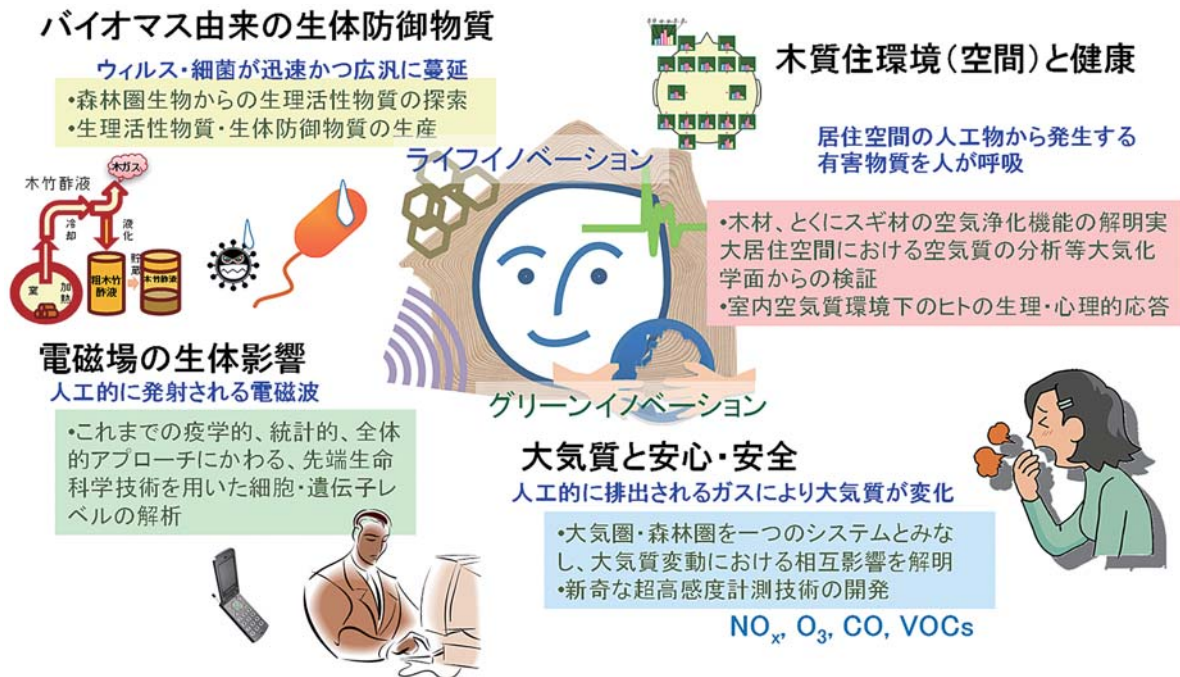 バイオマス由来の生体防御物質
ウィルス・細菌が迅速かつ広汎に蔓延
•森林圏生物からの生理活性物質の探索
•生理活性物質・生体防御物質の生産
木ガス
木竹酢液
冷却
液化
貯蔵
粗木竹
酢液
木竹酢液
窯
加熱
ライフイノベーション
木質住環境（空間）と健康
居住空間の人工物から発生する
有害物質を人が呼吸
•木材、とくにスギ材の空気浄化機能の解明実
大居住空間における空気質の分析等大気化
学面からの検証
•室内空気質環境下のヒトの生理・心理的応答
電磁場の生体影響
人工的に発射される電磁波
•これまでの疫学的、統計的、全体
的アプローチにかわる、先端生命
科学技術を用いた細胞・遺伝子レ
ベルの解析
グリーンイノベーション
大気質と安心・安全
人工的に排出されるガスにより大気質が変化
•大気圏・森林圏を一つのシステムとみな
し、大気質変動における相互影響を解明
•新奇な超高感度計測技術の開発
NOx, O3, CO, VOCs